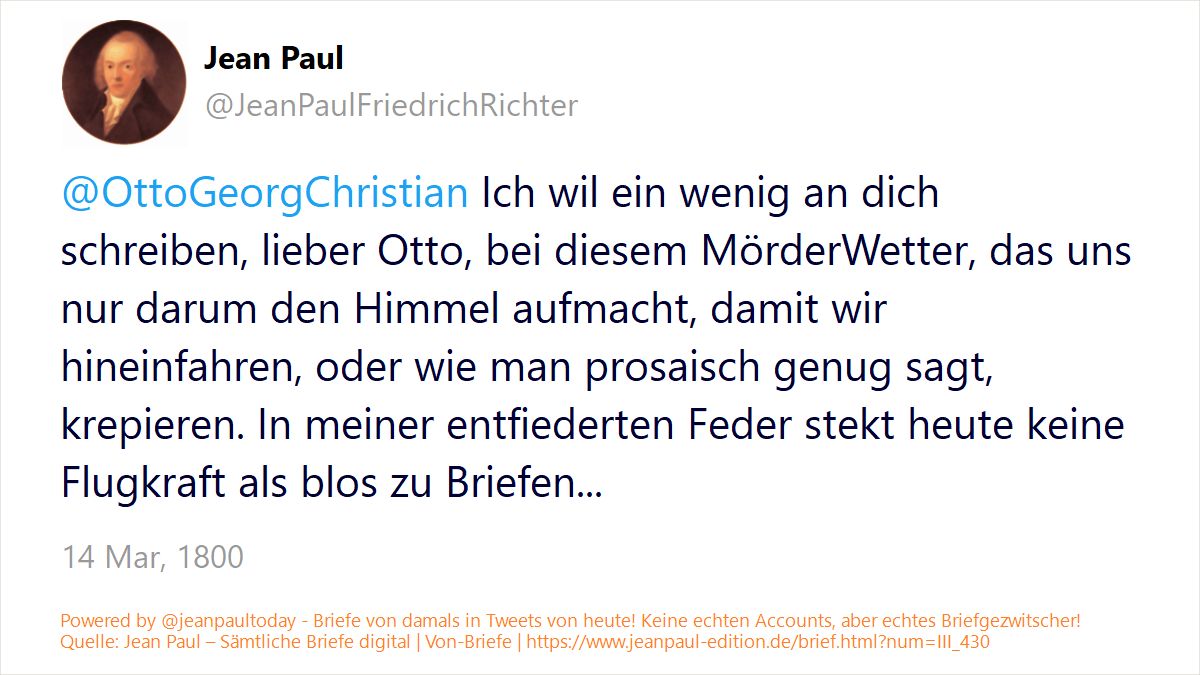 Jean Paul
@JeanPaulFriedrichRichter
@OttoGeorgChristian Ich wil ein wenig an dich
schreiben, lieber Otto, bei diesem MörderWetter, das uns
nur darum den Himmel aufmacht, damit wir
hineinfahren, oder wie man prosaisch genug sagt,
krepieren. In meiner entfiederten Feder stekt heute keine
Flugkraft als blos zu Briefen...
14 Mar, 1800
Powered by @jeanpaultoday - Briefe von damals in Tweets von heute! Keine echten Accounts, aber echtes Briefgezwitscher!
Quelle: Jean Paul – Sämtliche Briefe digital | Von-Briefe | https://www.jeanpaul-edition.de/brief.html?num=III_430